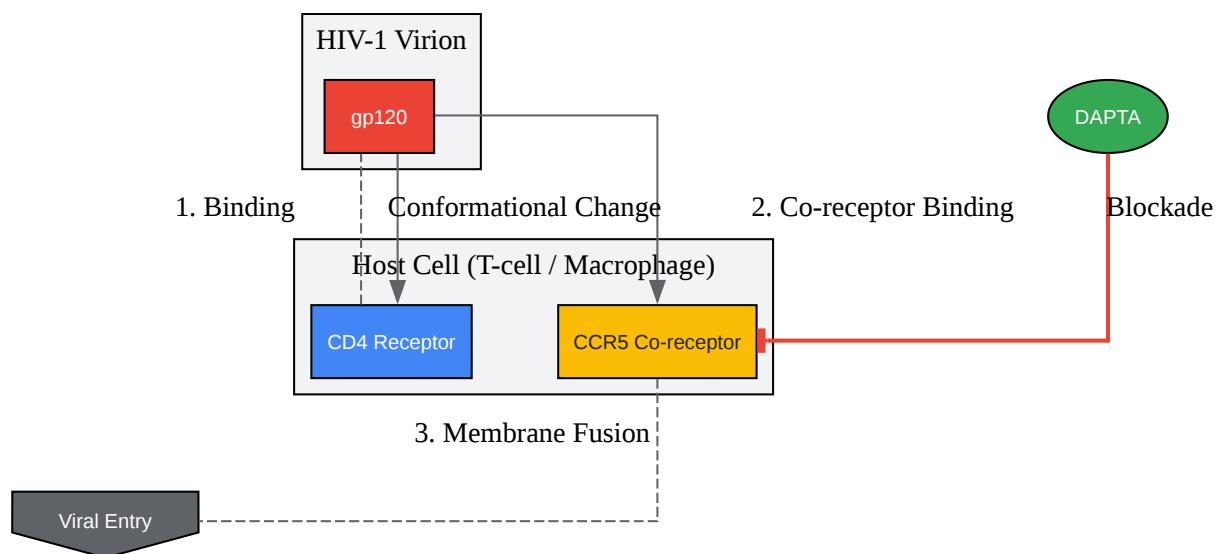 HIV-1 Virion
gp120
DAPTA
1. Binding
Conformational Change
2. Co-receptor Binding
Blockade
Host Cell (T-cell / Macrophage)
CD4 Receptor
CCR5 Co-receptor
3. Membrane Fusion
Viral Entry